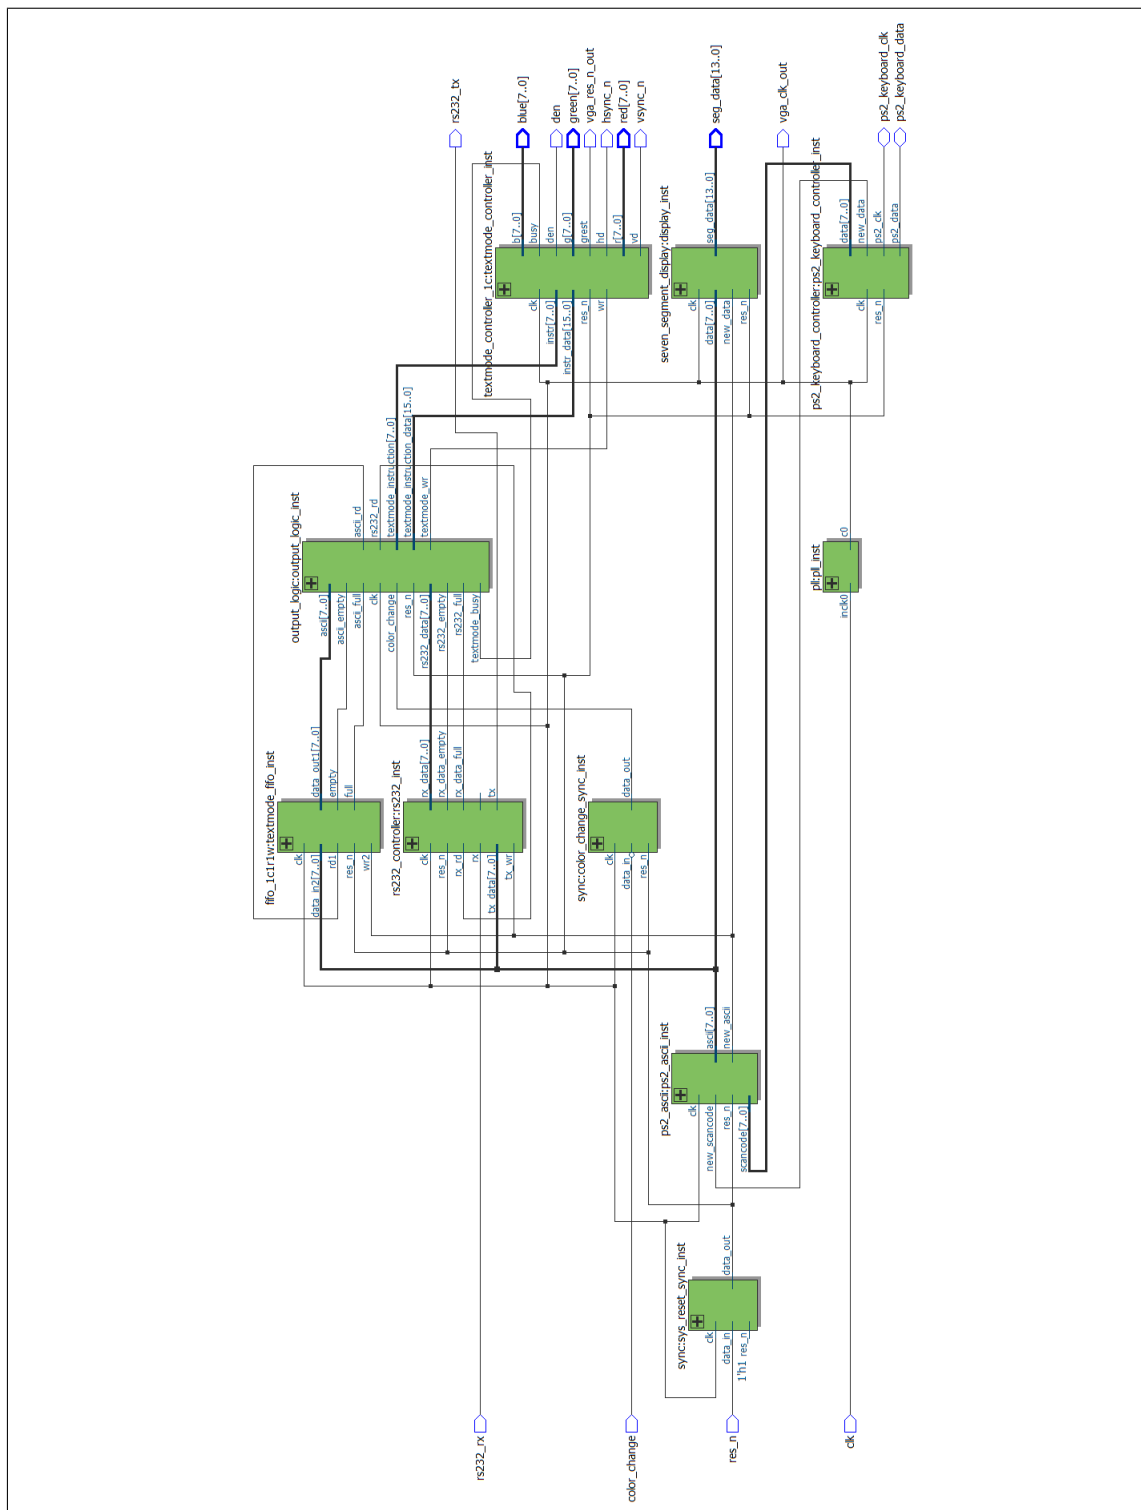 rs232_tx
blue[7..0]
den
green[7..0]
vga_res_n_out
hsync_n
red[7..0]
vsync_n
seg_data[13..0]
vga_clk_out
ps2_keyboard_clk
ps2_keyboard_data
textmode_controller_1c:textmode_controller_inst
b[7..0]
busy
den
g[7..0]
grest
hd
r[7..0]
vd
clk
instr[7..0]
instr_data[15..0]
res_n
wr
seven_segment_display:display_inst
seg_data[13..0]
clk
data[7..0]
new_data
res_n
ps2_keyboard_controller:ps2_keyboard_controller_inst
data[7..0]
new_data
ps2_clk
ps2_data
clk
res_n
output_logic:output_logic_inst
ascii_rd
rs232_rd
textmode_instruction[7..0]
textmode_instruction_data[15..0]
textmode_wr
ascii[7..0]
ascii_empty
ascii_full
clk
color_change
res_n
rs232_data[7..0]
rs232_empty
rs232_full
textmode_busy
pll:pll_inst
c0
inclk0
fifo_1c1r1w:textmode_fifo_inst
data_out1[7..0]
empty
full
clk
data_in2[7..0]
rd1
res_n
wr2
rs232_controller:rs232_inst
rx_data[7..0]
rx_data_empty
rx_data_full
tx
clk
res_n
rx_rd
rx
tx_data[7..0]
tx_wr
sync:color_change_sync_inst
data_out
clk
data_in
res_n
ps2_ascii:ps2_ascii_inst
ascii[7..0]
new_ascii
clk
new_scancode
res_n
scancode[7..0]
sync:sys_reset_sync_inst
data_out
clk
data_in
1'h1 res_n
rs232_rx
color_change
res_n
clk